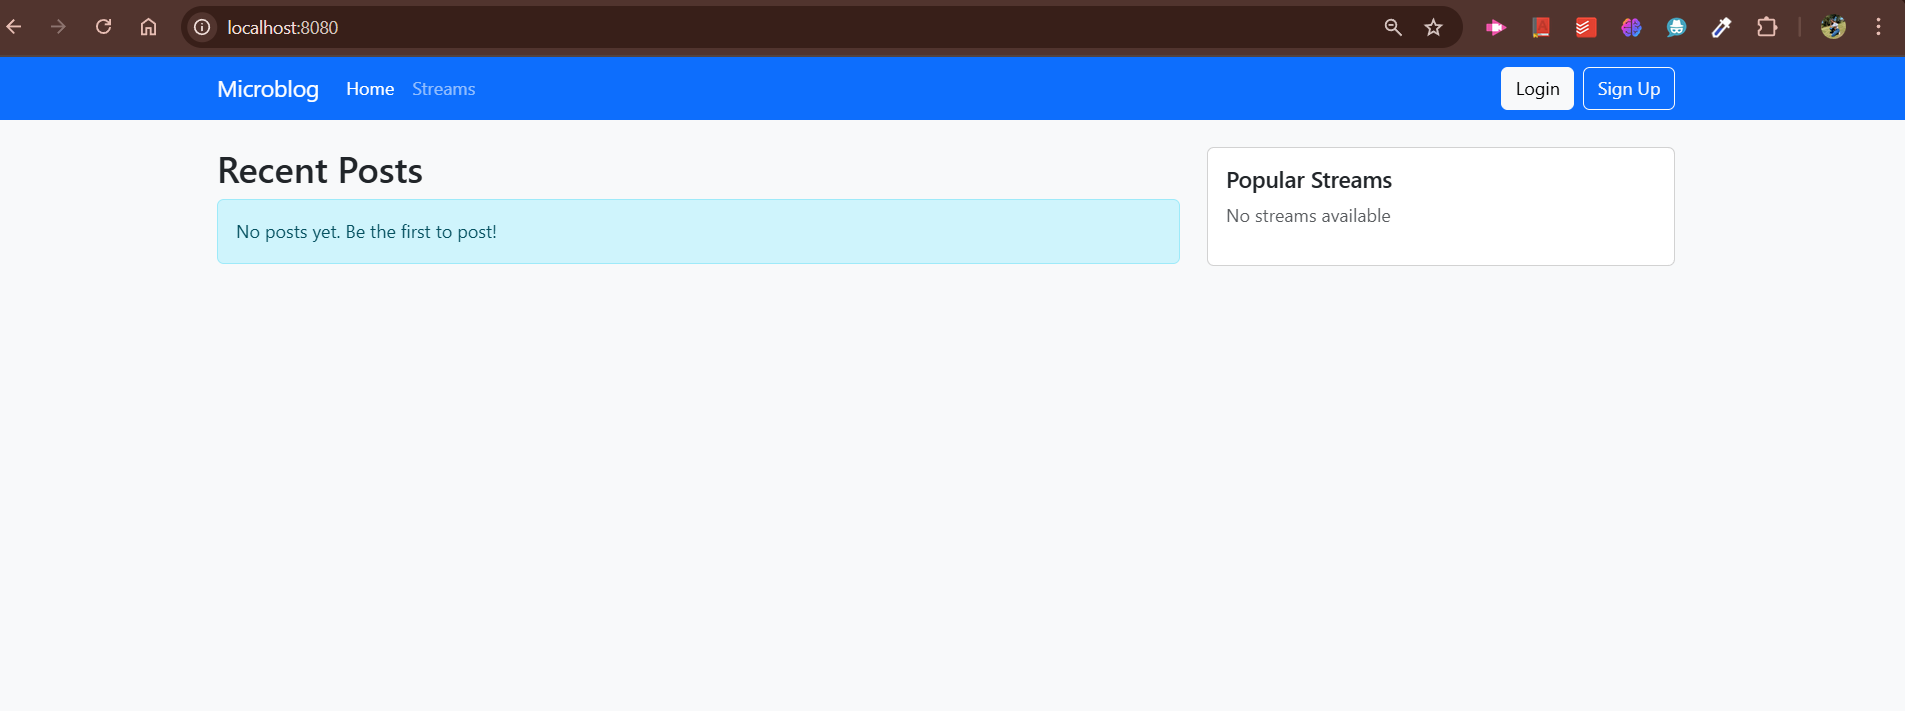 localhost:8080
Microblog Home Streams Login Sign Up
Recent Posts
No posts yet. Be the first to post!
Popular Streams
No streams available